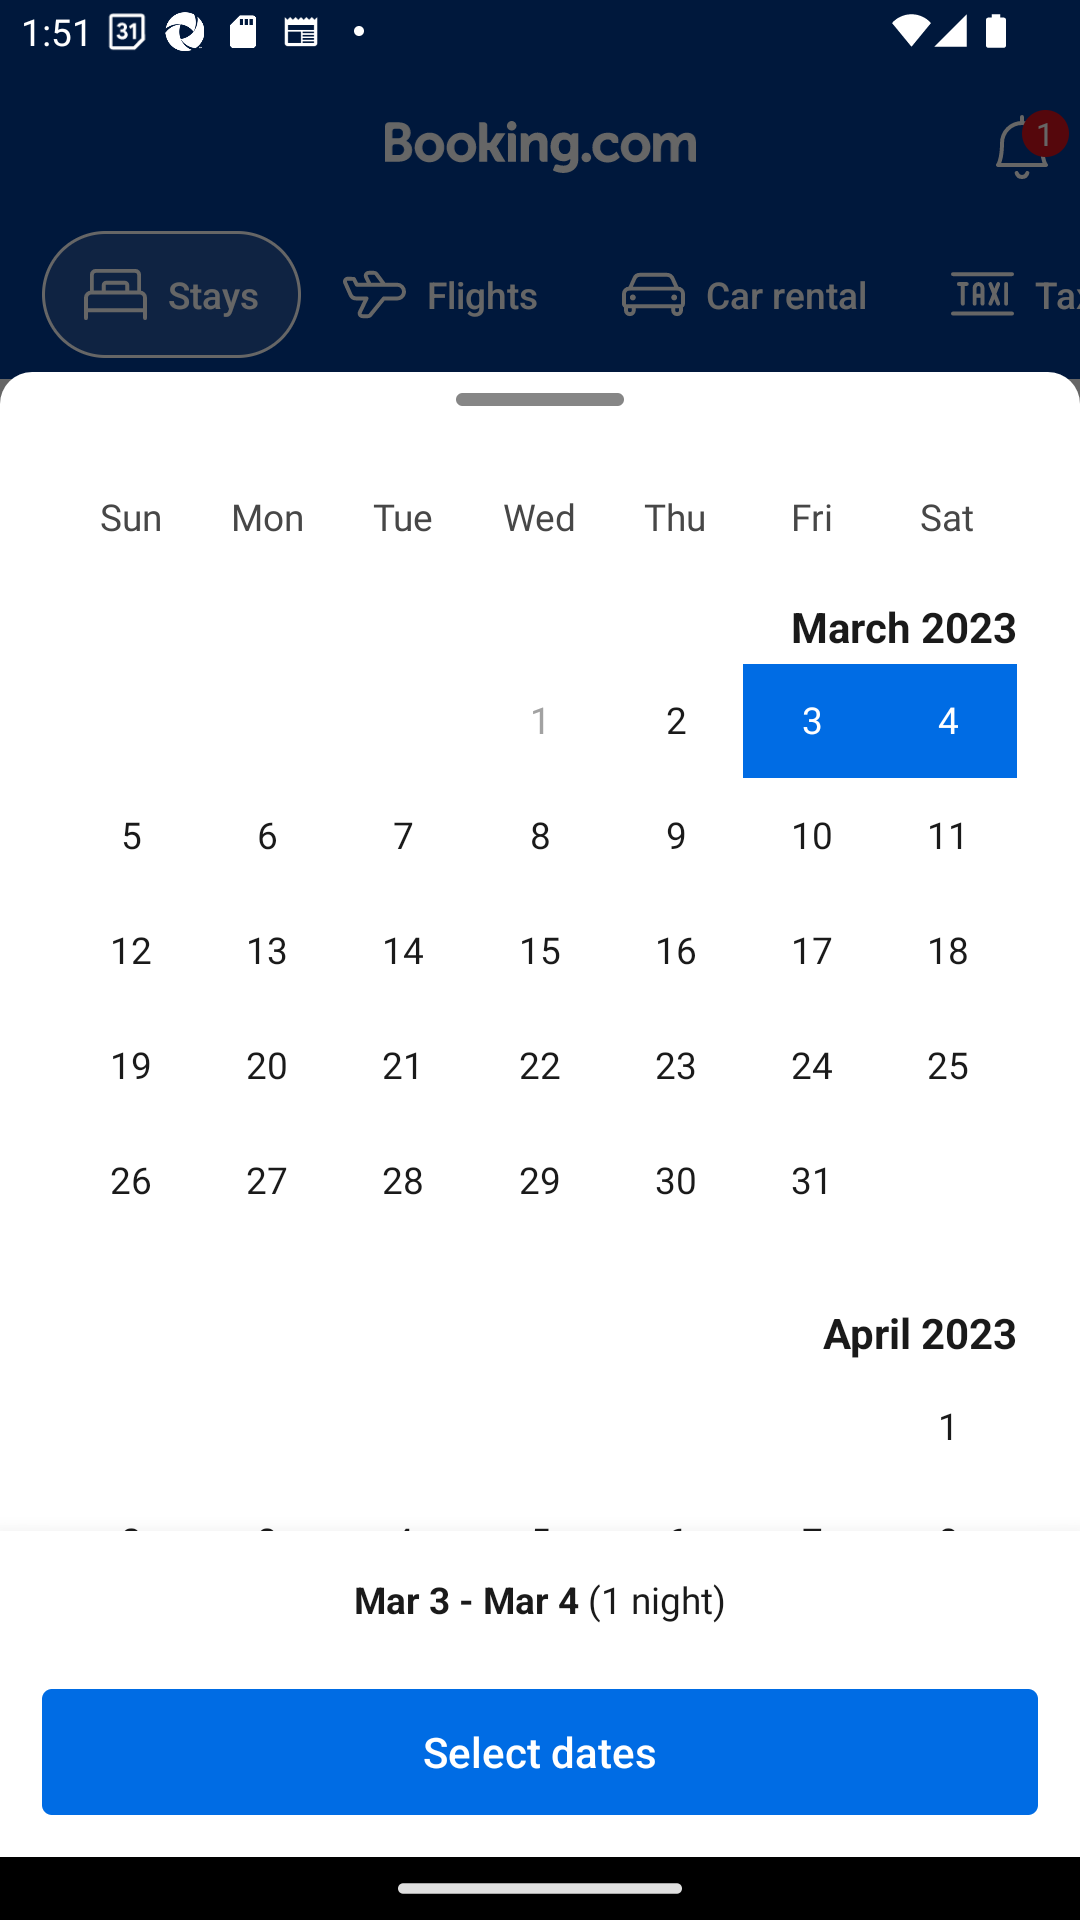 1:51 31
Booking.com 1
Stays Flights Car rental TAXI Tax
Sun Mon Tue Wed Thu Fri Sat
March 2023
1 2 3 4
5 6 7 8 9 10 11
12 13 14 15 16 17 18
19 20 21 22 23 24 25
26 27 28 29 30 31
April 2023
1
Mar 3 - Mar 4 (1 night)
Select dates